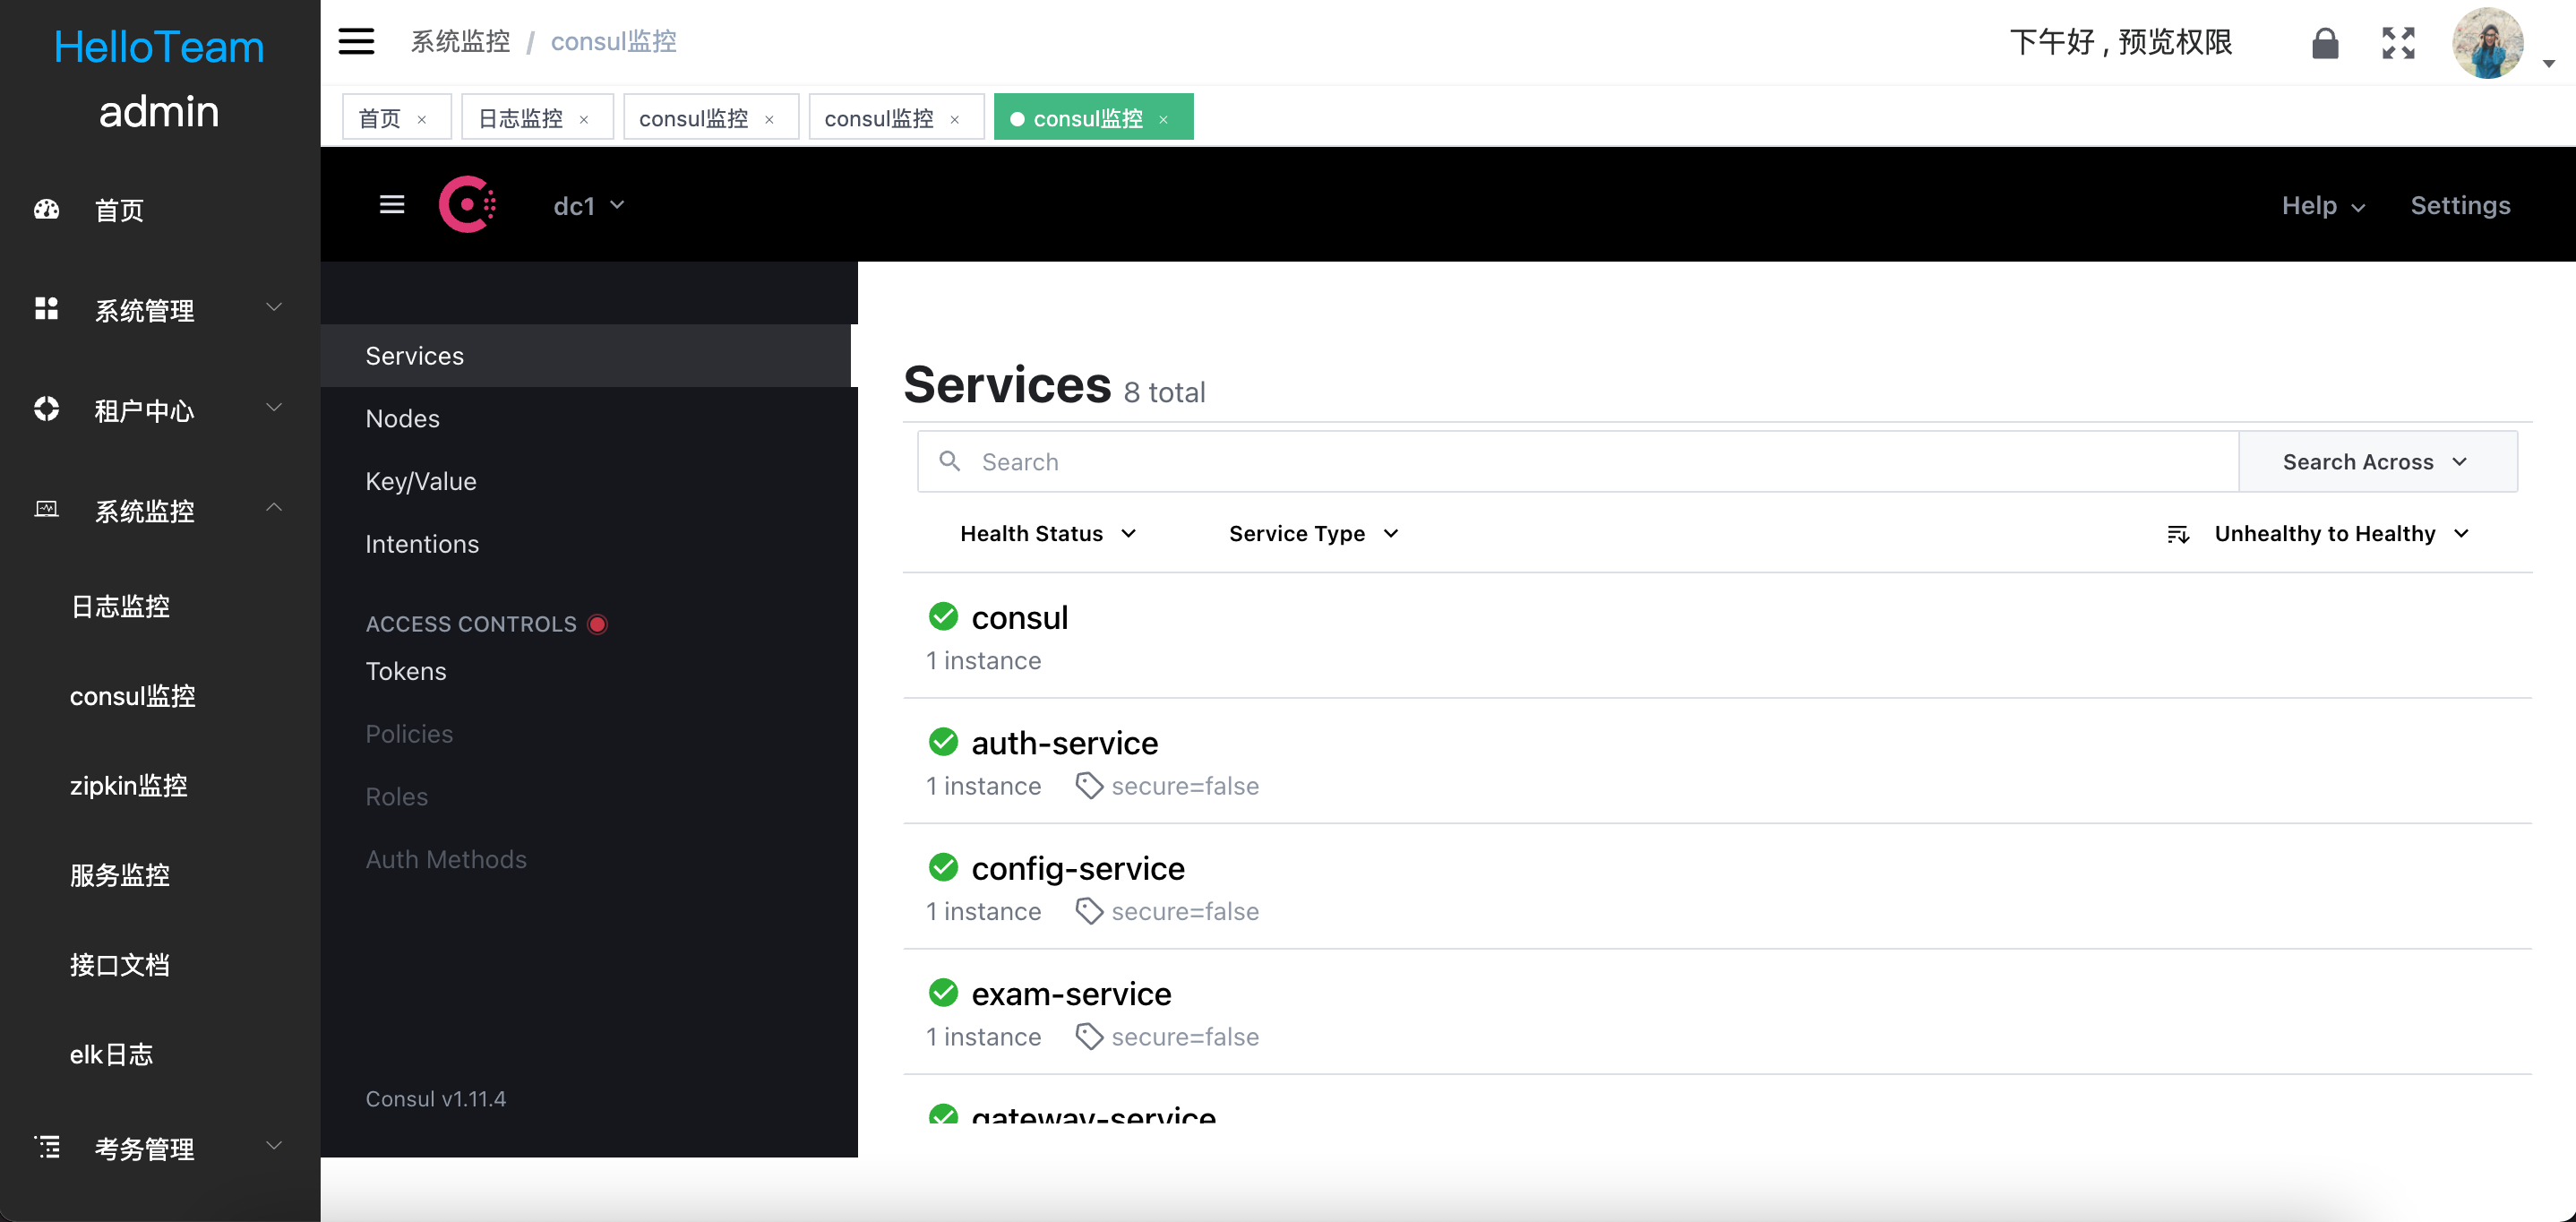 HelloTeam
admin
首页
系统管理
租户中心
系统监控
日志监控
consul监控
zipkin监控
服务监控
接口文档
elk日志
考务管理
系统监控 / consul监控
下午好 , 预览权限
首页 ×
日志监控 ×
consul监控 ×
consul监控 ×
consul监控 ×
dc1
Help
Settings
Services
Nodes
Key/Value
Intentions
ACCESS CONTROLS
Tokens
Policies
Roles
Auth Methods
Consul v1.11.4
Services 8 total
Search
Search Across
Health Status
Service Type
Unhealthy to Healthy
consul
1 instance
auth-service
1 instance secure=false
config-service
1 instance secure=false
exam-service
1 instance secure=false
gateway-service